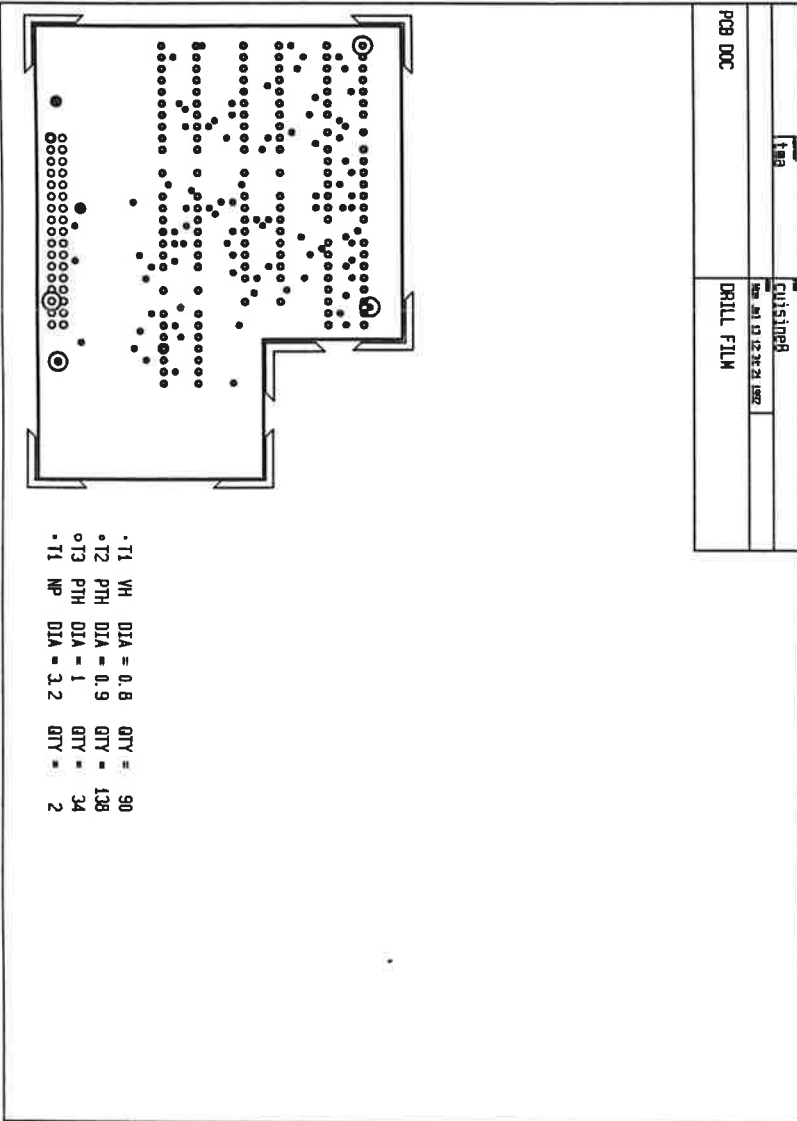 tma
cuisineB
PCB DOC
DRILL FILM
T1 VH DIA = 0.8 QTY = 90
T2 PTH DIA = 0.9 QTY = 138
T3 PTH DIA = 1 QTY = 34
T1 NP DIA = 3.2 QTY = 2